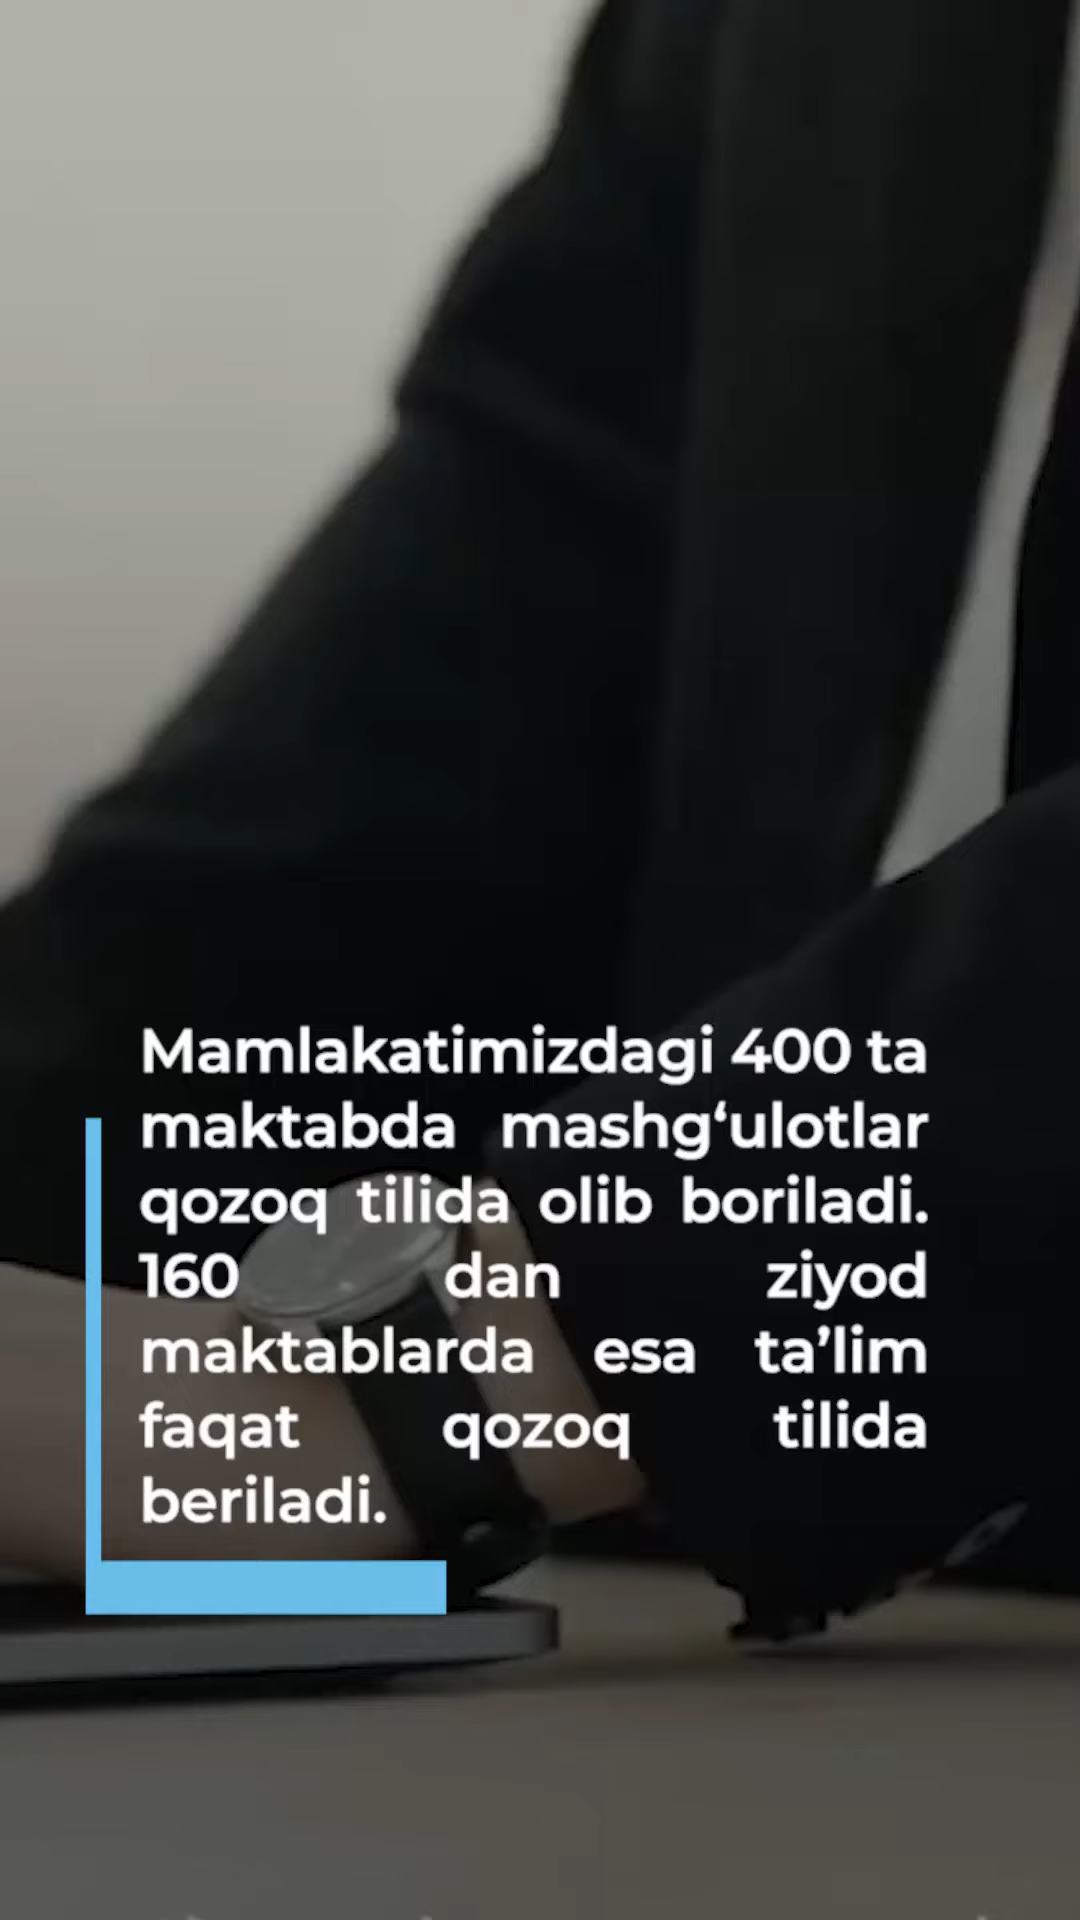 Mamlakatimizdagi 400 ta
maktabda mashg‘ulotlar
qozoq tilida olib boriladi.
160 dan ziyod
maktablarda esa ta’lim
faqat qozoq tilida
beriladi.